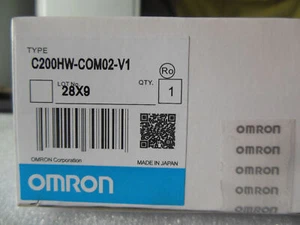 TYPE
C200HW-COM02-V1
LOT No.
28X9
QTY.
1
Ro
OMRON Corporation
MADE IN JAPAN
OMRON
OMRON
OMRON
OMRON
OMRON
OMRON